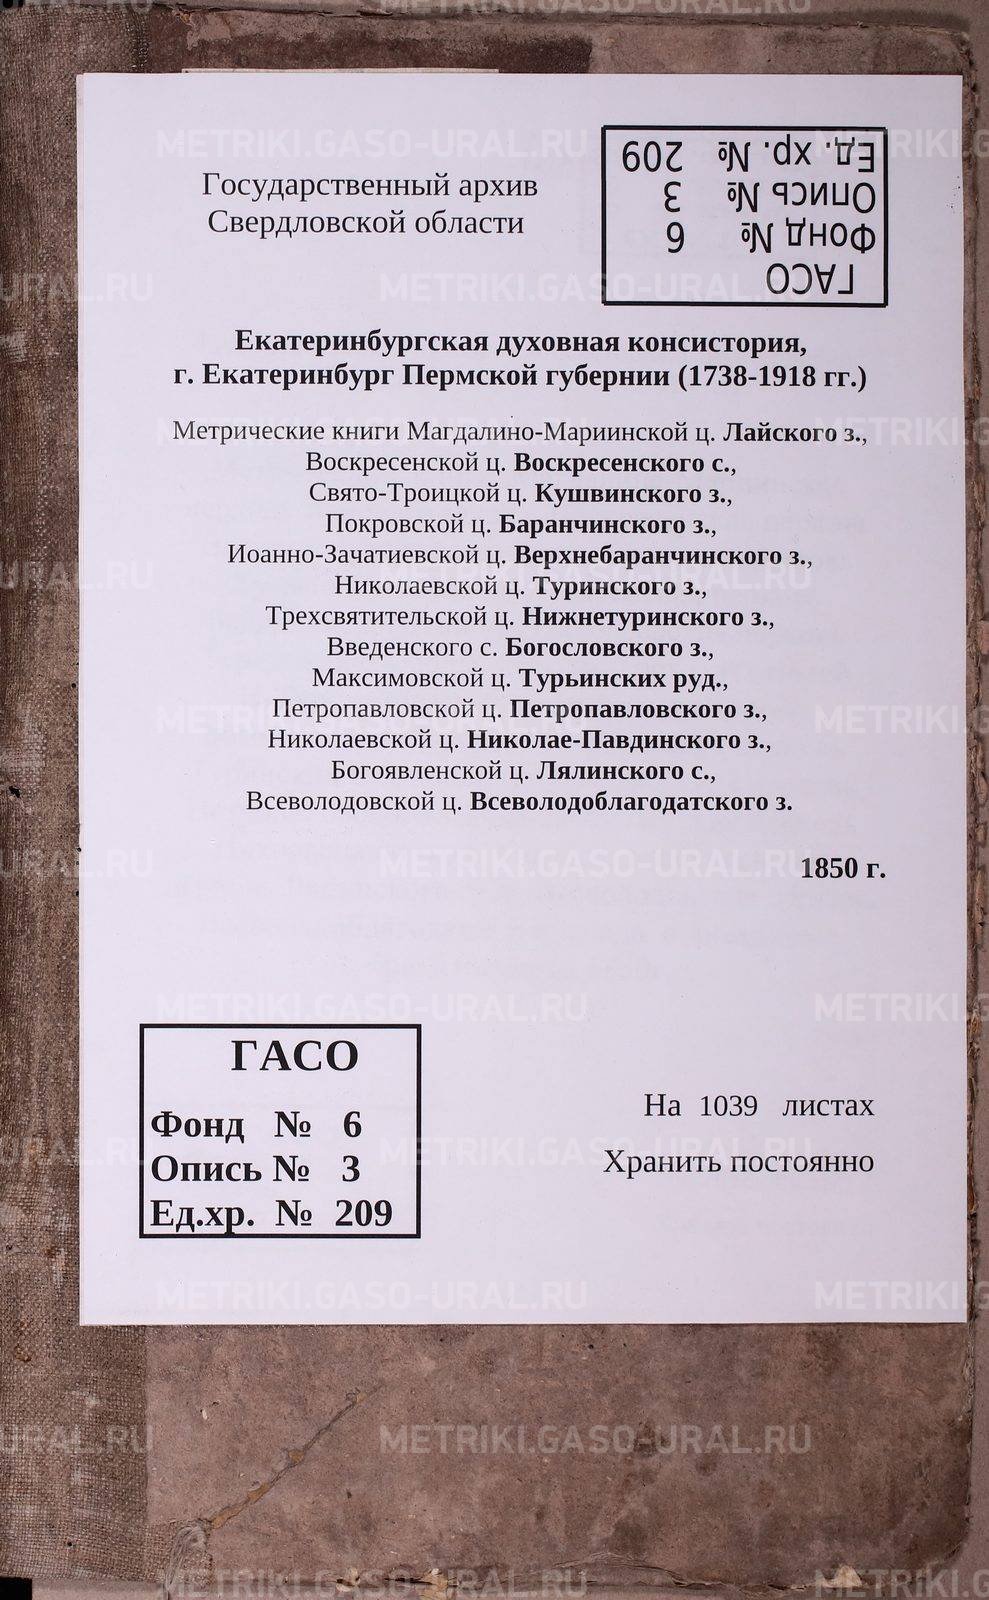 Государственный архив
Свердловской области
ГАСО
Фонд № 6
Опись № 3
Ед. хр. № 209
Екатеринбургская духовная консистория,
г. Екатеринбург Пермской губернии (1738-1918 гг.)
Метрические книги Магдалино-Мариинской ц. Лайского з.,
Воскресенской ц. Воскресенского с.,
Свято-Троицкой ц. Кушвинского з.,
Покровской ц. Баранчинского з.,
Иоанно-Зачатиевской ц. Верхнебаранчинского з.,
Николаевской ц. Туринского з.,
Трехсвятительской ц. Нижнетуринского з.,
Введенского с. Богословского з.,
Максимовской ц. Турьинских руд.,
Петропавловской ц. Петропавловского з.,
Николаевской ц. Николае-Павдинского з.,
Богоявленской ц. Лялинского с.,
Всеволодовской ц. Всеволодоблагодатского з.
1850 г.
ГАСО
Фонд № 6
Опись № 3
Ед.хр. № 209
На 1039 листах
Хранить постоянно
METRIKI.GASO-URAL.RU